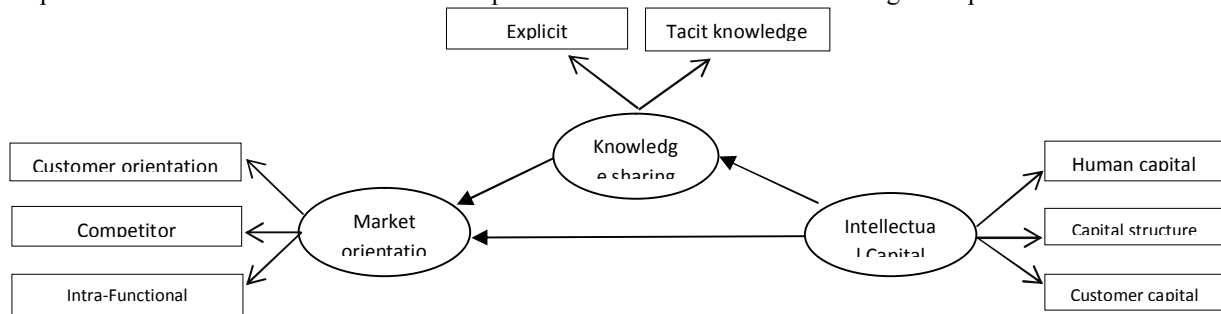 Explicit
Tacit knowledge
Knowledg
e sharing
Customer orientation
Human capital
Competitor
Market
orientatio
Intellectua
l Capital
Capital structure
Intra-Functional
Customer capital